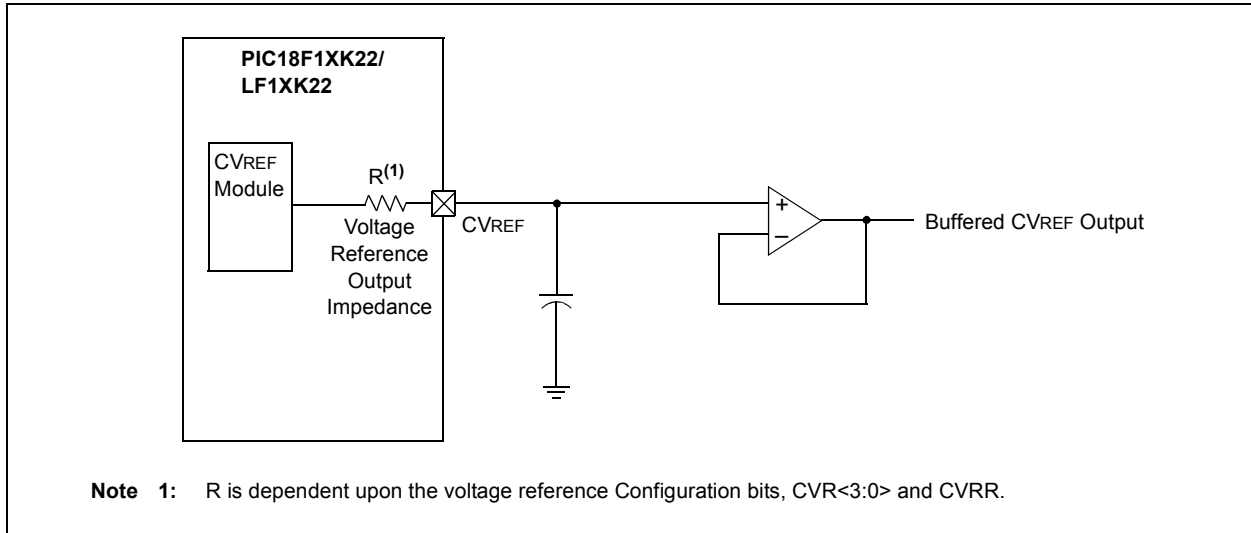 PIC18F1XK22/
LF1XK22
CVREF
Module
R(1)
Voltage
Reference
Output
Impedance
CVREF
+
–
Buffered CVREF Output
Note 1: R is dependent upon the voltage reference Configuration bits, CVR<3:0> and CVRR.